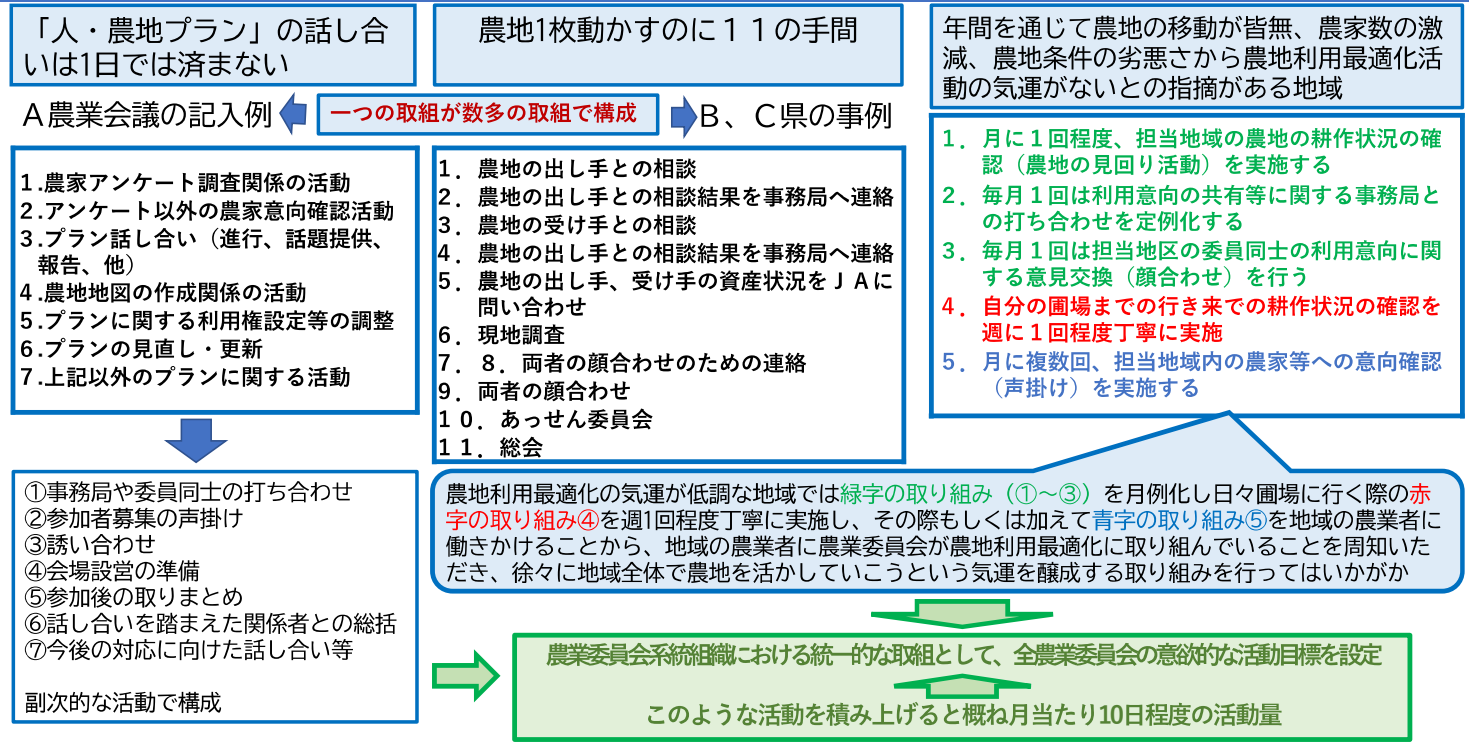 「人・農地プラン」の話し合
いは1日では済まない
農地1枚動かすのに１１の手間
年間を通じて農地の移動が皆無、農家数の激
減、農地条件の劣悪さから農地利用最適化活
動の気運がないとの指摘がある地域
Ａ農業会議の記入例
一つの取組が数多の取組で構成
Ｂ、Ｃ県の事例
１.農家アンケート調査関係の活動
２.アンケート以外の農家意向確認活動
３.プラン話し合い（進行、話題提供、
報告、他）
４.農地地図の作成関係の活動
５.プランに関する利用権設定等の調整
６.プランの見直し・更新
７.上記以外のプランに関する活動
１．農地の出し手との相談
２．農地の出し手との相談結果を事務局へ連絡
３．農地の受け手との相談
４．農地の出し手との相談結果を事務局へ連絡
５．農地の出し手、受け手の資産状況をＪＡに
問い合わせ
６．現地調査
７．８．両者の顔合わせのための連絡
９．両者の顔合わせ
１０．あっせん委員会
１１．総会
１．月に１回程度、担当地域の農地の耕作状況の確
認（農地の見回り活動）を実施する
２．毎月１回は利用意向の共有等に関する事務局と
の打ち合わせを定例化する
３．毎月１回は担当地区の委員同士の利用意向に関
する意見交換（顔合わせ）を行う
４．自分の圃場までの行き来での耕作状況の確認を
週に１回程度丁寧に実施
５．月に複数回、担当地域内の農家等への意向確認
（声掛け）を実施する
①事務局や委員同士の打ち合わせ
②参加者募集の声掛け
③誘い合わせ
④会場設営の準備
⑤参加後の取りまとめ
⑥話し合いを踏まえた関係者との総括
⑦今後の対応に向けた話し合い等
副次的な活動で構成
農地利用最適化の気運が低調な地域では緑字の取り組み（①～③）を月例化し日々圃場に行く際の赤
字の取り組み④を週1回程度丁寧に実施し、その際もしくは加えて青字の取り組み⑤を地域の農業者に
働きかけることから、地域の農業者に農業委員会が農地利用最適化に取り組んでいることを周知いた
だき、徐々に地域全体で農地を活かしていこうという気運を醸成する取り組みを行ってはいかがか
農業委員会系統組織における統一的な取組として、全農業委員会の意欲的な活動目標を設定
このような活動を積み上げると概ね月当たり10日程度の活動量